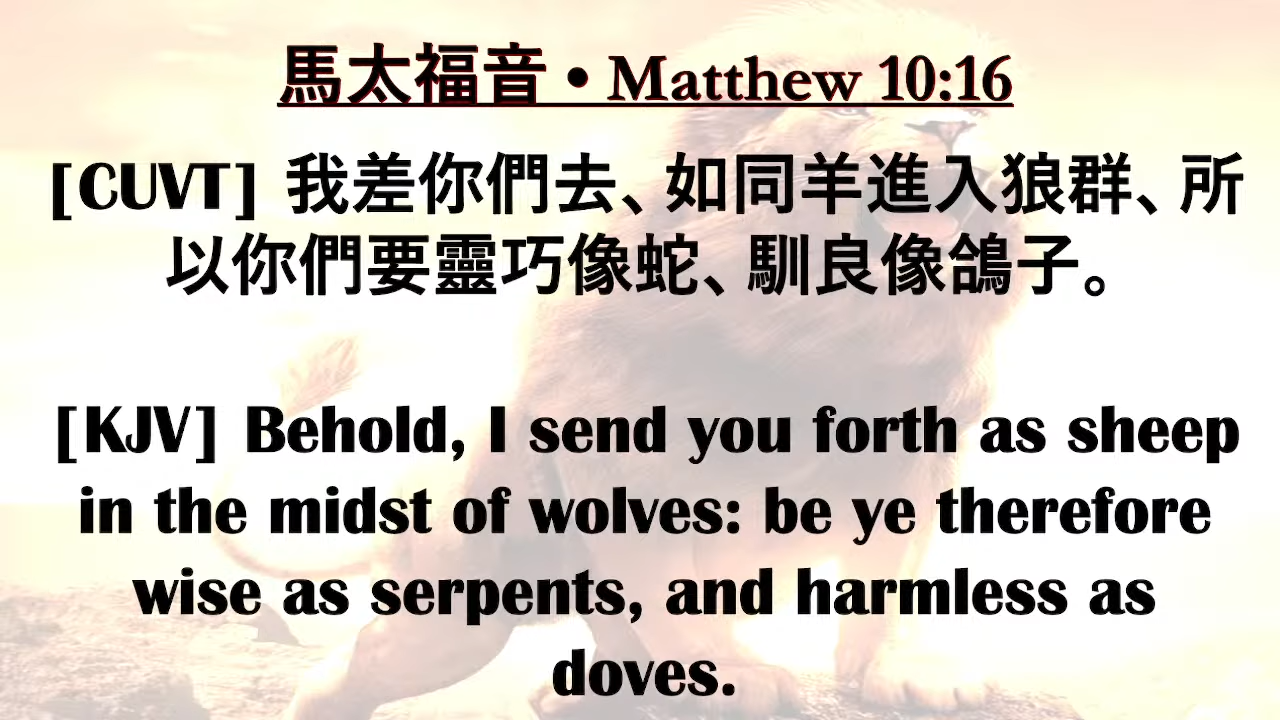 馬太福音 • Matthew 10:16
[CUVT] 我差你們去、如同羊進入狼群、所
以你們要靈巧像蛇、馴良像鴿子。
[KJV] Behold, I send you forth as sheep
in the midst of wolves: be ye therefore
wise as serpents, and harmless as
doves.